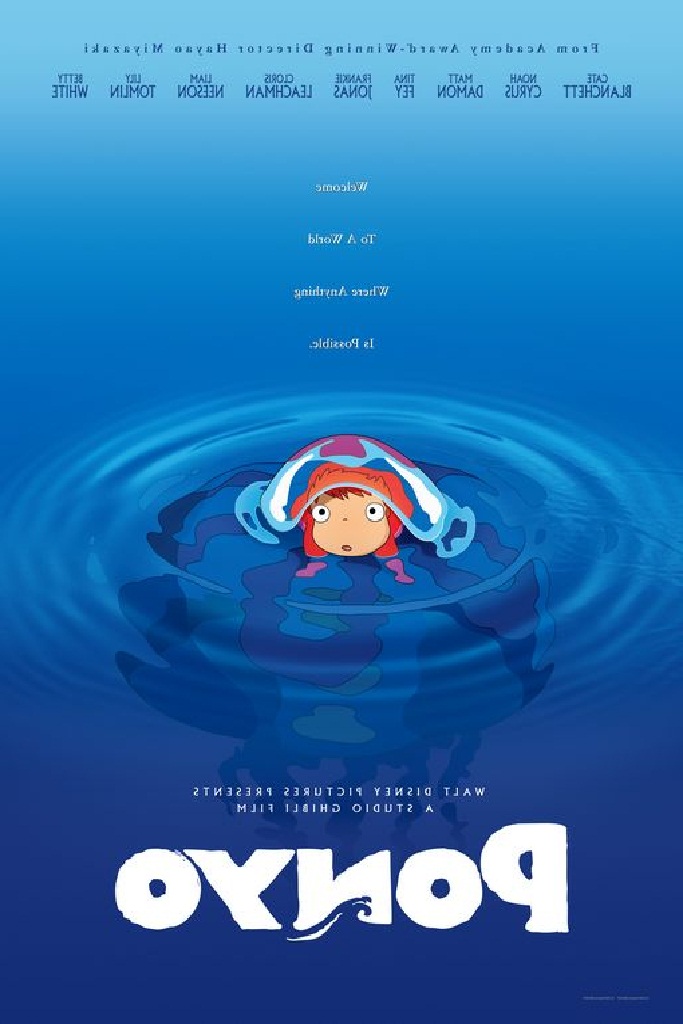 From Academy Award-Winning Director Hayao Miyazaki
CATE BLANCHETT NOAH CYRUS MATT DAMON TINA FEY FRANKIE JONAS CLORIS LEACHMAN LIAM NEESON LILY TOMLIN BETTY WHITE
Welcome
To A World
Where Anything
Is Possible.
WALT DISNEY PICTURES PRESENTS
A STUDIO GHIBLI FILM
PONYO